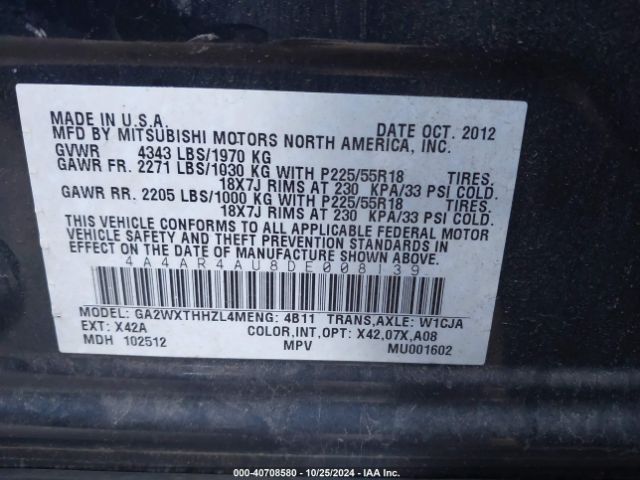 MADE IN U.S.A. DATE OCT. 2012
MFD BY MITSUBISHI MOTORS NORTH AMERICA, INC.
GVWR 4343 LBS/1970 KG
GAWR FR. 2271 LBS/1030 KG WITH P225/55R18 TIRES,
18X7J RIMS AT 230 KPA/33 PSI COLD.
GAWR RR. 2205 LBS/1000 KG WITH P225/55R18 TIRES,
18X7J RIMS AT 230 KPA/33 PSI COLD.
THIS VEHICLE CONFORMS TO ALL APPLICABLE FEDERAL MOTOR
VEHICLE SAFETY AND THEFT PREVENTION STANDARDS IN
EFFECT ON THE DATE OF MANUFACTURE SHOWN ABOVE.
4A4AR4AU8DE008139
MODEL: GA2WXTHHZL4MENG: 4B11 TRANS,AXLE: W1CJA
EXT: X42A COLOR,INT,OPT: X42,07X,A08
MDH 102512 MPV MU001602
000-40708580 - 10/25/2024 - IAA Inc.